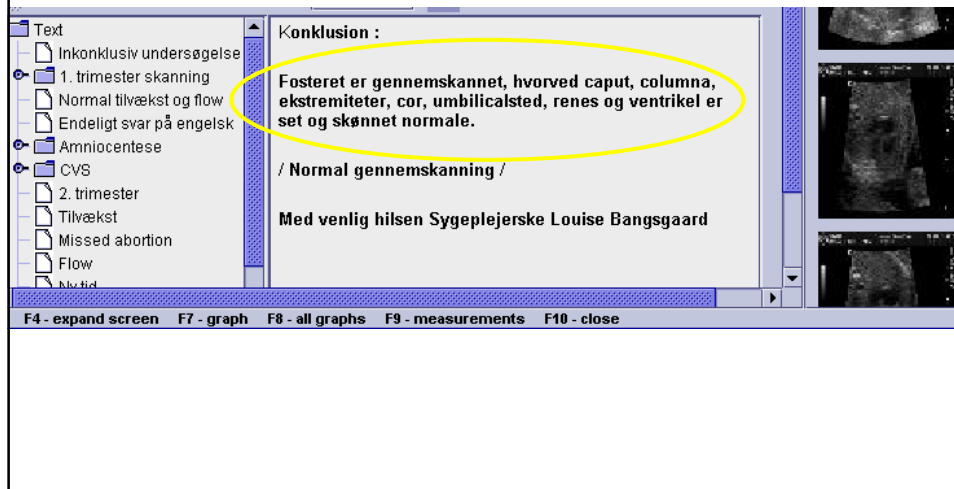 Text
Inkonklusiv undersøgelse
1. trimester skanning
Normal tilvækst og flow
Endeligt svar på engelsk
Amniocentese
CVS
2. trimester
Tilvækst
Missed abortion
Flow
Ny tid
Konklusion :
Fosteret er gennemskannet, hvorved caput, columna,
ekstremiteter, cor, umbilicalsted, renes og ventrikel er
set og skønnet normale.
/ Normal gennemskanning /
Med venlig hilsen Sygeplejerske Louise Bangsgaard
F4 - expand screen F7 - graph F8 - all graphs F9 - measurements F10 - close